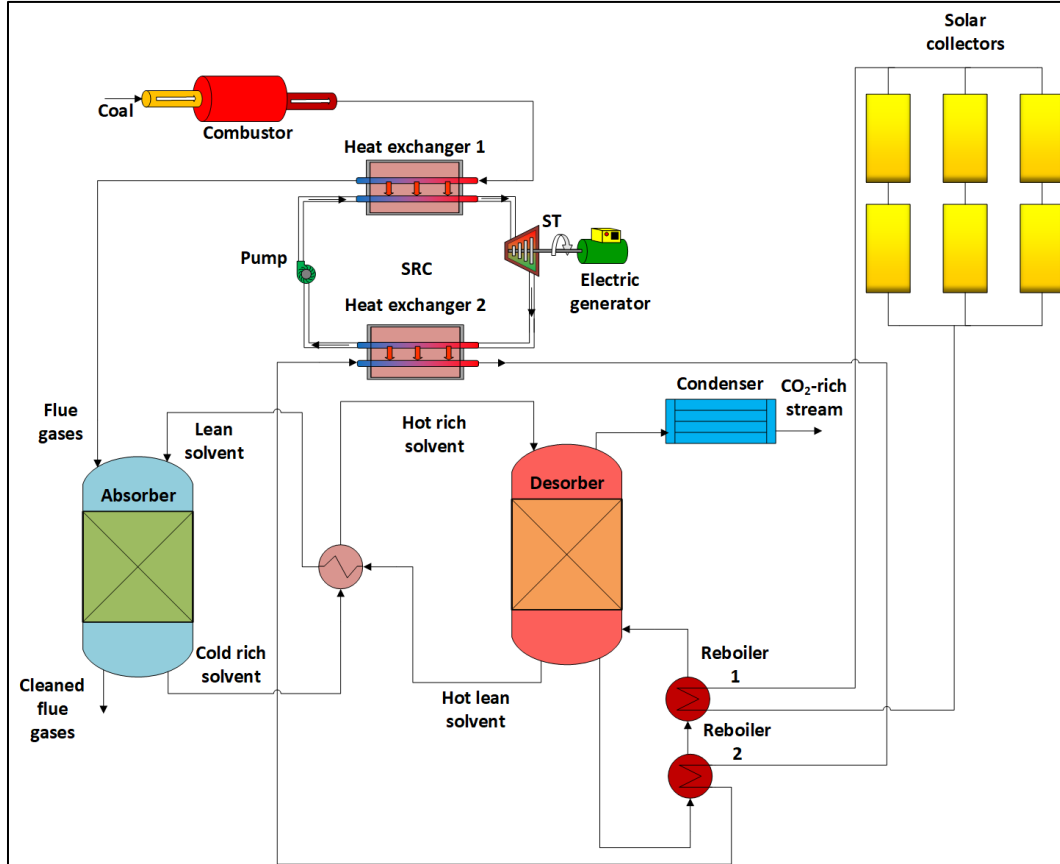 Solar
collectors
Coal
Combustor
Heat exchanger 1
ST
Pump
SRC
Electric
generator
Heat exchanger 2
Condenser
CO₂-rich
stream
Flue
gases
Lean
solvent
Hot rich
solvent
Absorber
Desorber
Cold rich
solvent
Hot lean
solvent
Reboiler
1
Cleaned
flue
gases
Reboiler
2